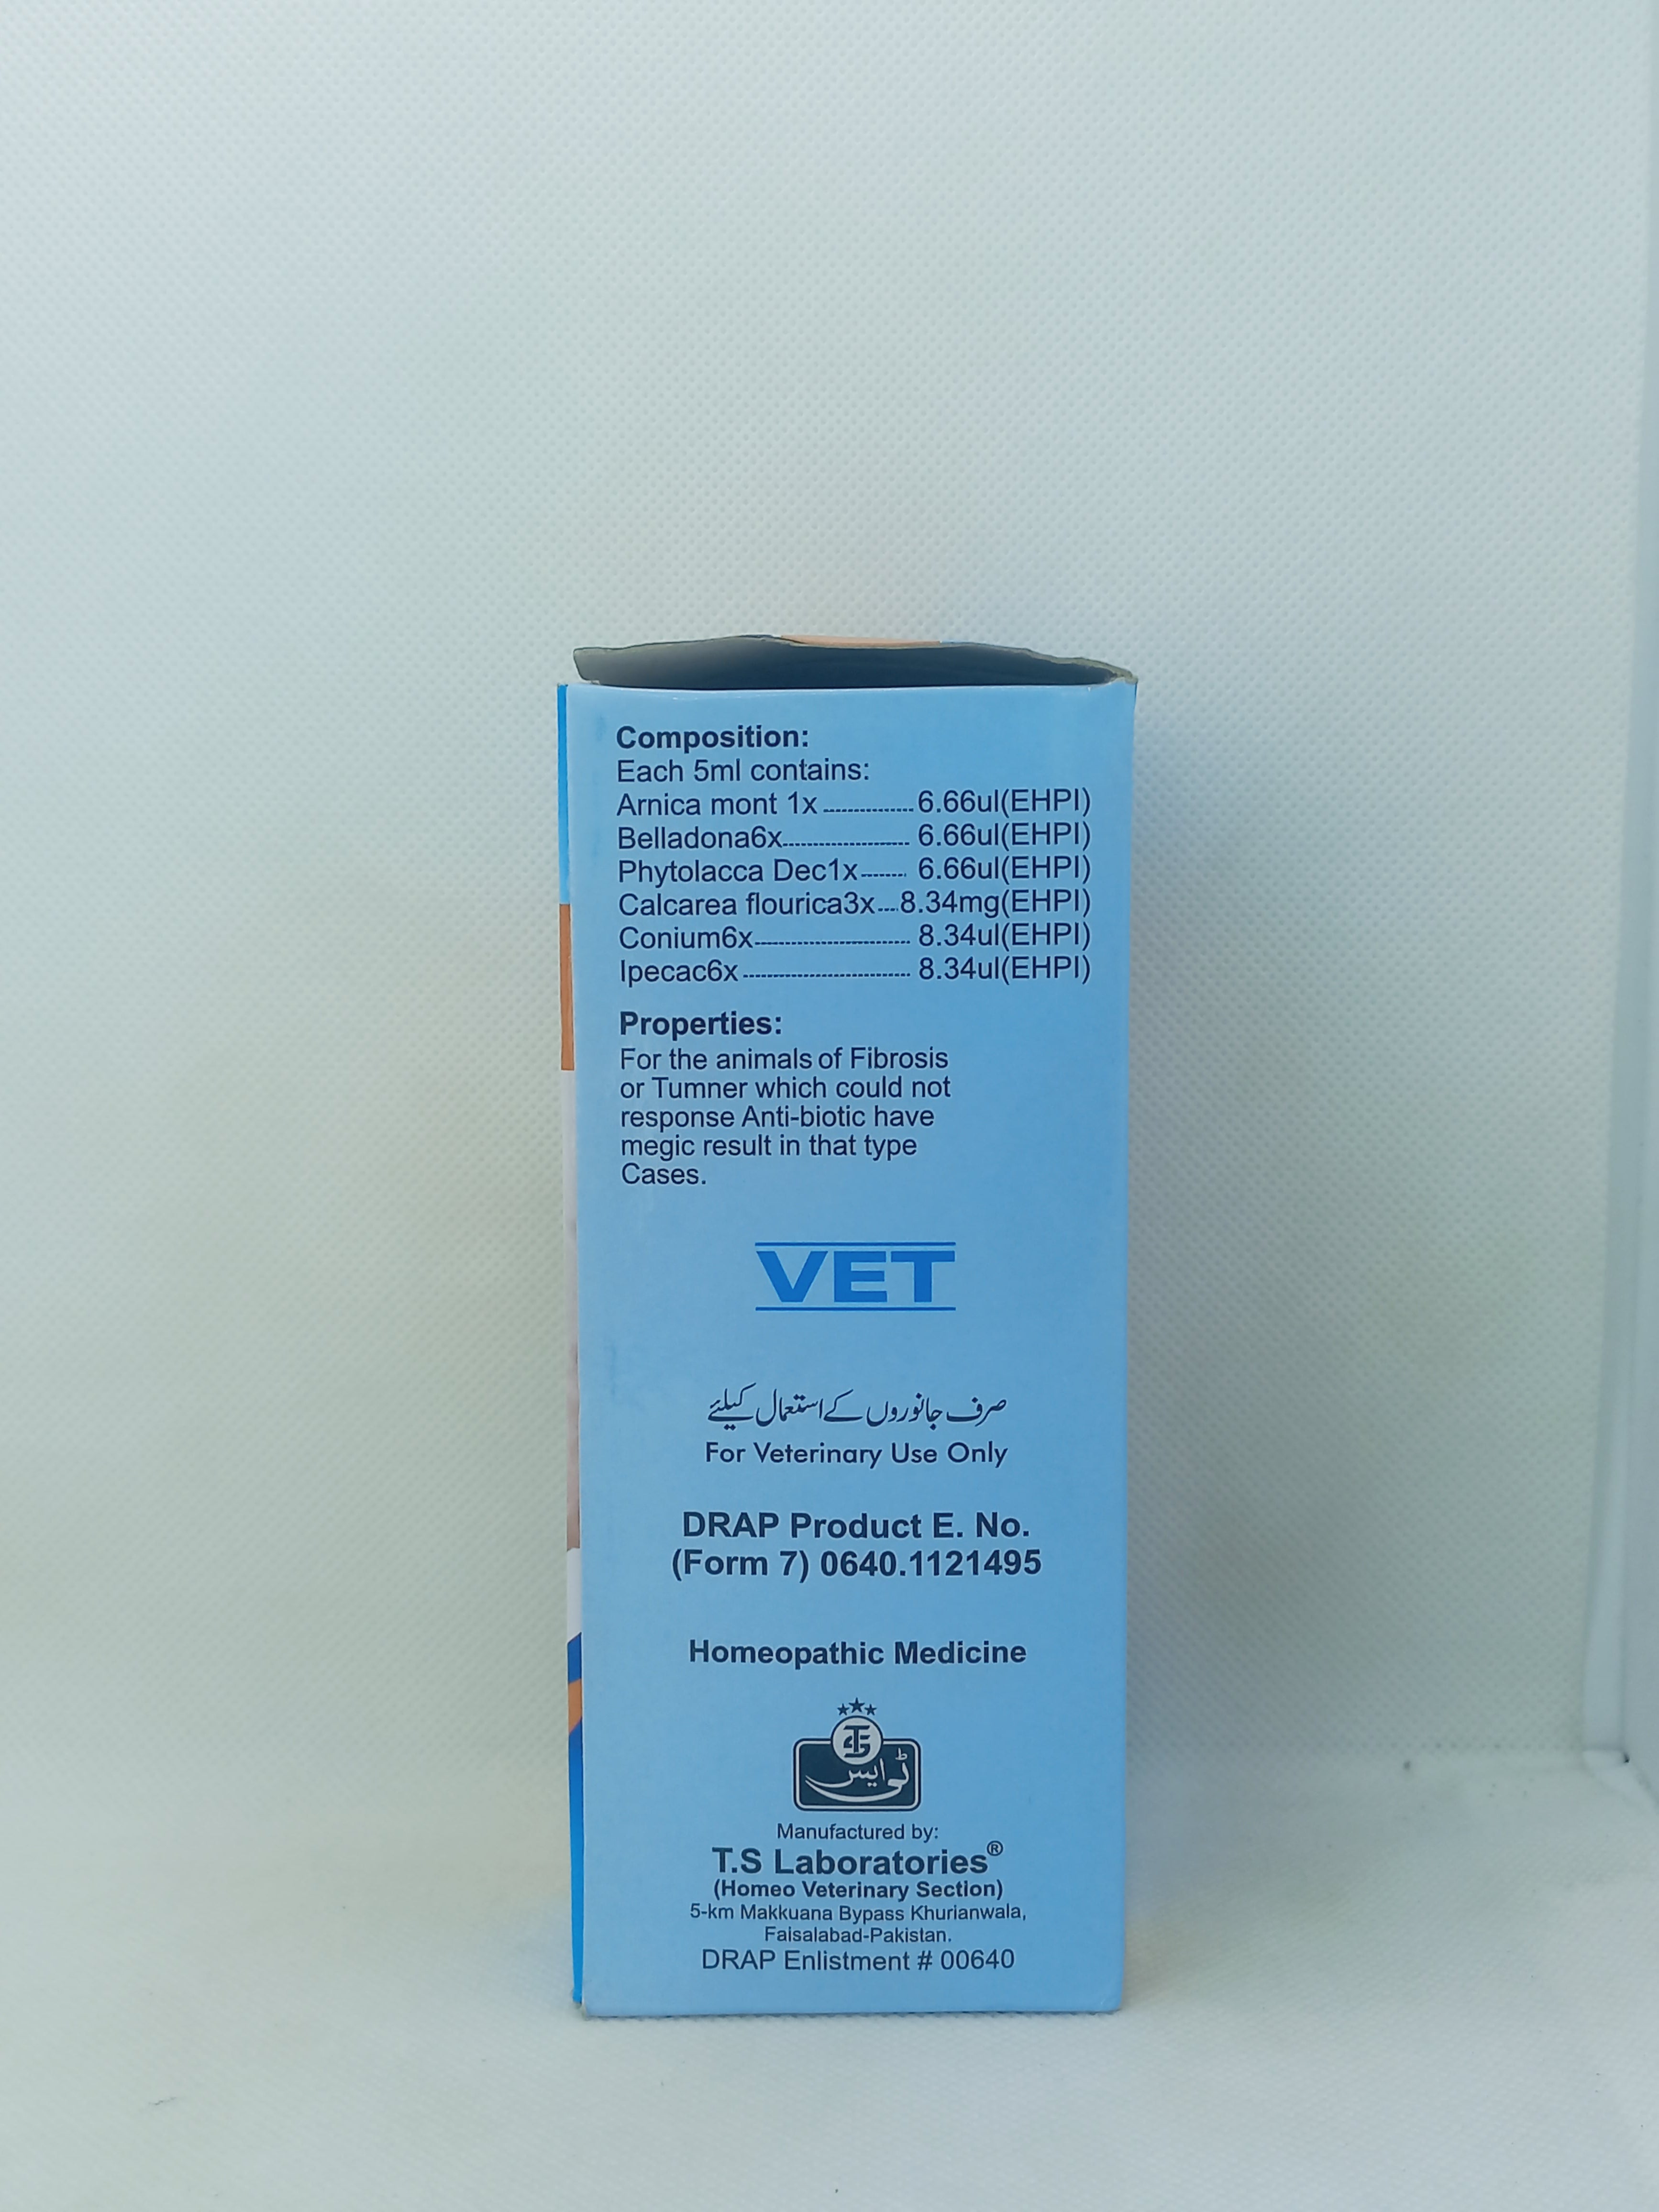 Composition:
Each 5ml contains:
Arnica mont 1x ............... 6.66ul(EHPI)
Belladona6x..................... 6.66ul(EHPI)
Phytolacca Dec1x....... 6.66ul(EHPI)
Calcarea flourica3x....8.34mg(EHPI)
Conium6x.......................... 8.34ul(EHPI)
Ipecac6x ............................ 8.34ul(EHPI)
Properties:
For the animals of Fibrosis
or Tumner which could not
response Anti-biotic have
megic result in that type
Cases.
VET
صرف جانوروں کے استعمال کیلئے
For Veterinary Use Only
DRAP Product E. No.
(Form 7) 0640.1121495
Homeopathic Medicine
TS
ٹی ایس
Manufactured by:
T.S Laboratories®
(Homeo Veterinary Section)
5-km Makkuana Bypass Khurianwala,
Faisalabad-Pakistan.
DRAP Enlistment # 00640